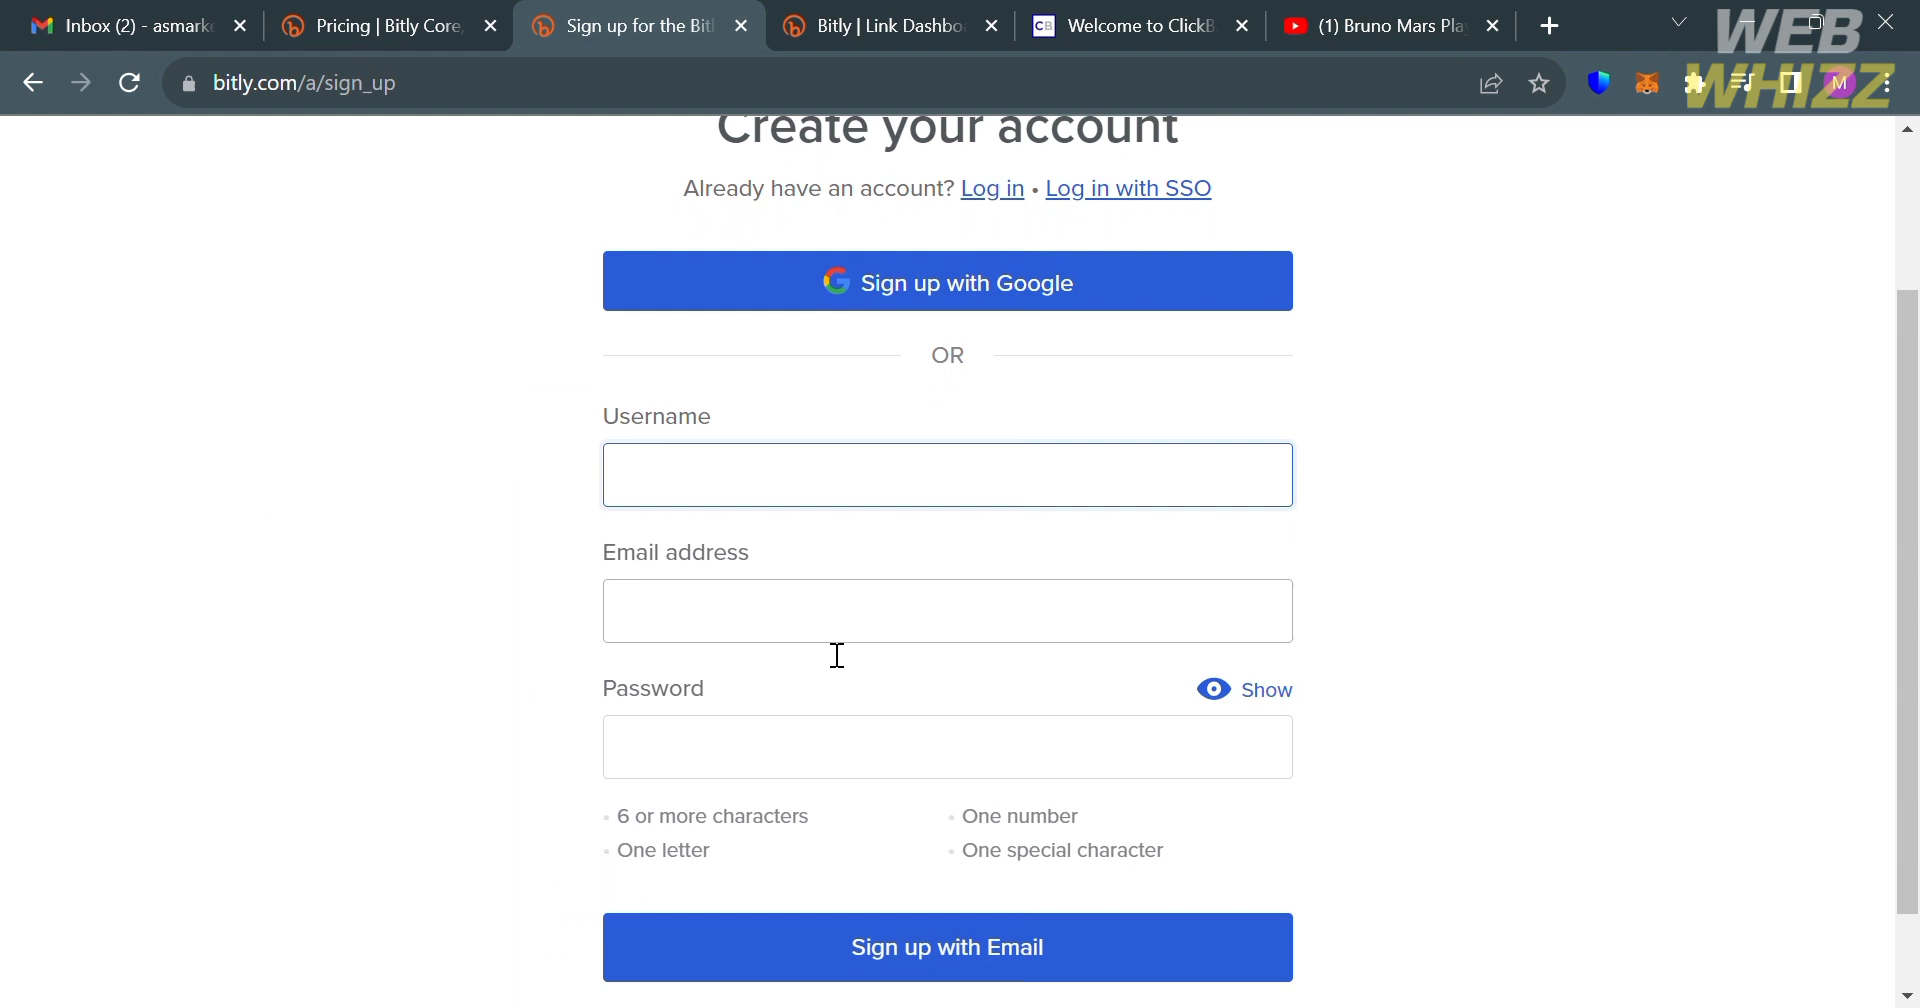 Inbox (2) - asmarke
Pricing | Bitly Core,
Sign up for the Bitl
Bitly | Link Dashbo
CB Welcome to ClickB
(1) Bruno Mars Pla
WEB
WHIZZ
bitly.com/a/sign_up
M
Create your account
Already have an account? Log in • Log in with SSO
Sign up with Google
OR
Username
Email address
Password
Show
6 or more characters
One number
One letter
One special character
Sign up with Email